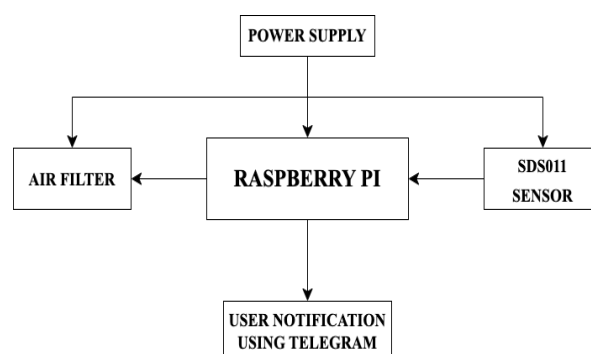 POWER SUPPLY
AIR FILTER
RASPBERRY PI
SDS011
SENSOR
USER NOTIFICATION
USING TELEGRAM